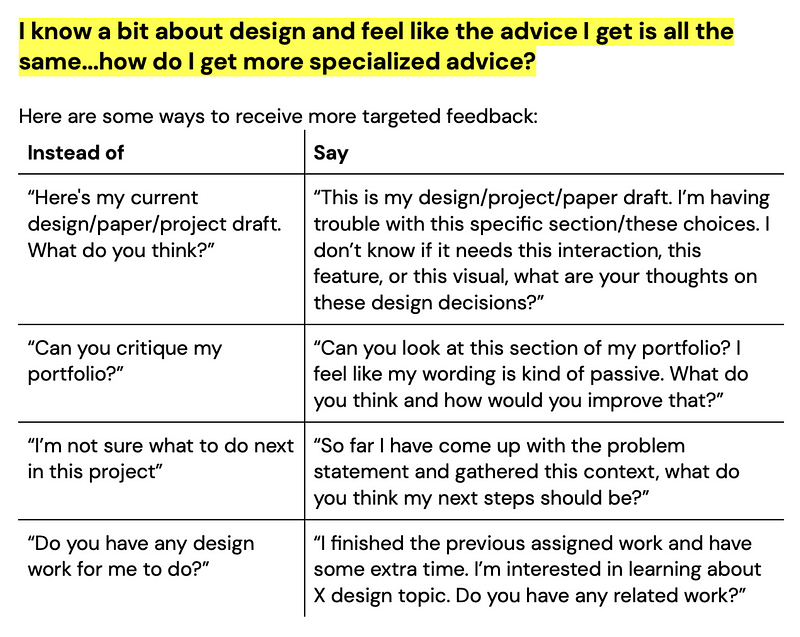 I know a bit about design and feel like the advice I get is all the
same...how do I get more specialized advice?
Here are some ways to receive more targeted feedback:
Instead of
Say
“Here's my current
design/paper/project draft.
What do you think?”
“This is my design/project/paper draft. I’m having
trouble with this specific section/these choices. I
don’t know if it needs this interaction, this
feature, or this visual, what are your thoughts on
these design decisions?”
“Can you critique my
portfolio?”
“Can you look at this section of my portfolio? I
feel like my wording is kind of passive. What do
you think and how would you improve that?”
“I’m not sure what to do next
in this project”
“So far I have come up with the problem
statement and gathered this context, what do
you think my next steps should be?”
“Do you have any design
work for me to do?”
“I finished the previous assigned work and have
some extra time. I’m interested in learning about
X design topic. Do you have any related work?”